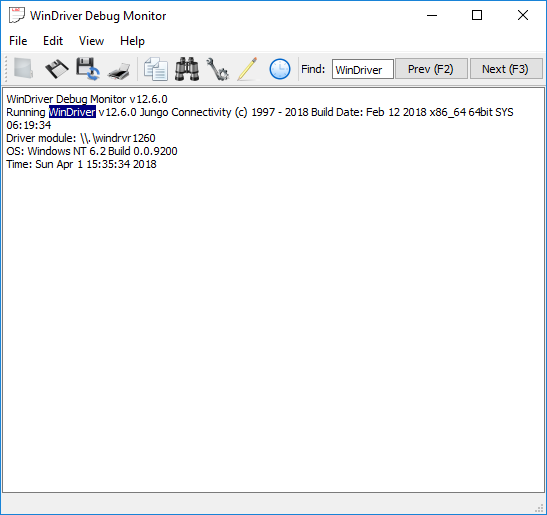 WinDriver Debug Monitor
File Edit View Help
Find: WinDriver Prev (F2) Next (F3)
WinDriver Debug Monitor v12.6.0
Running WinDriver v12.6.0 Jungo Connectivity (c) 1997 - 2018 Build Date: Feb 12 2018 x86_64 64bit SYS
06:19:34
Driver module: \\.\windrvr1260
OS: Windows NT 6.2 Build 0.0.9200
Time: Sun Apr 1 15:35:34 2018